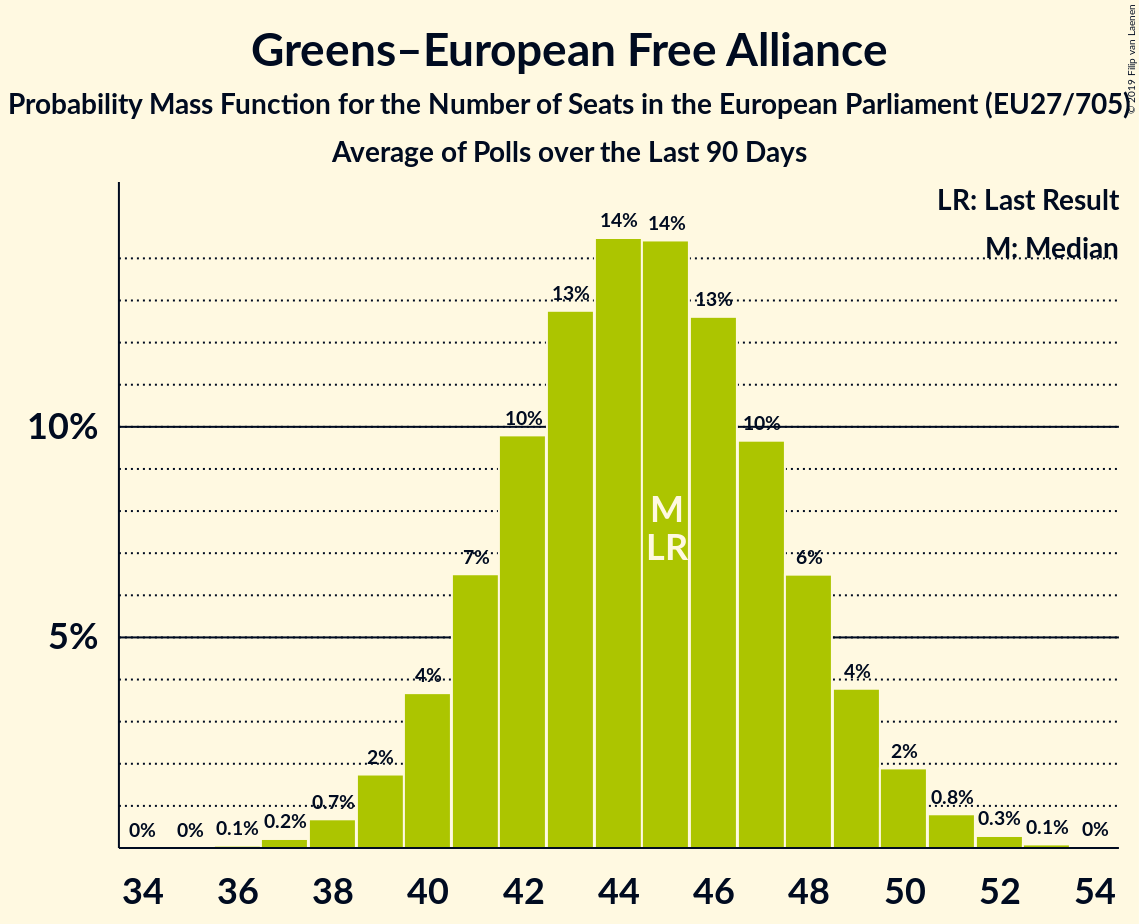 Greens–European Free Alliance
Probability Mass Function for the Number of Seats in the European Parliament (EU27/705)
Average of Polls over the Last 90 Days
© 2019 Filip van Laenen
LR: Last Result
M: Median
14%
14%
13%
13%
10%
10%
10%
M
LR
7%
6%
5%
4%
4%
2%
2%
0.7%
0.8%
0%
0%
0.1%
0.2%
0.3%
0.1%
0%
34 36 38 40 42 44 46 48 50 52 54